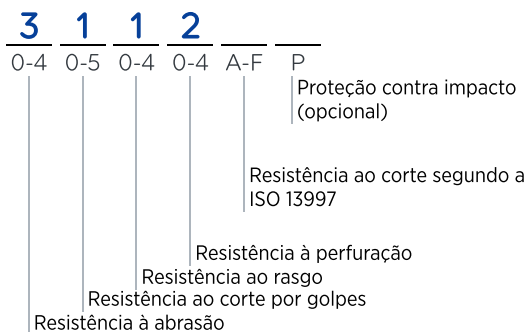 3 1 1 2
0-4 0-5 0-4 0-4 A-F P
Proteção contra impacto
(opcional)
Resistência ao corte segundo a
ISO 13997
Resistência à perfuração
Resistência ao rasgo
Resistência ao corte por golpes
Resistência à abrasão